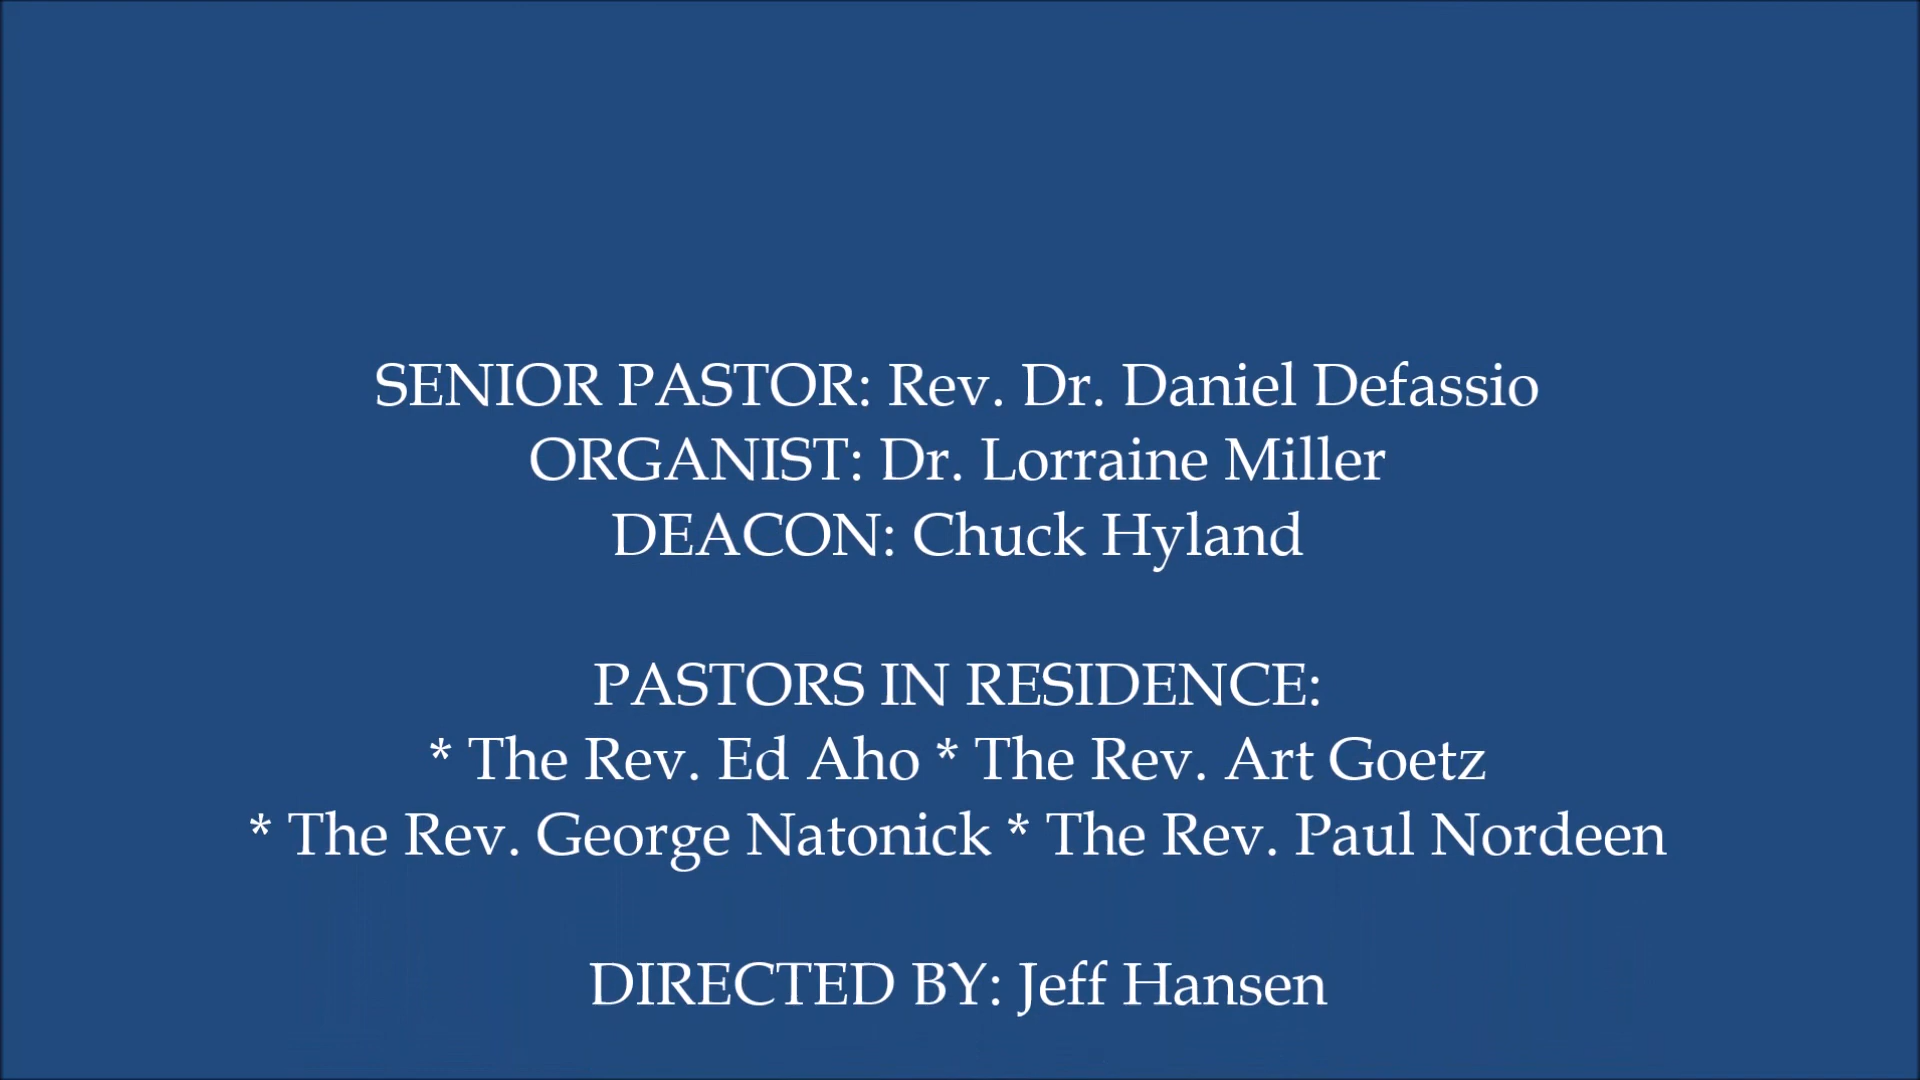 SENIOR PASTOR: Rev. Dr. Daniel Defassio
ORGANIST: Dr. Lorraine Miller
DEACON: Chuck Hyland
PASTORS IN RESIDENCE:
* The Rev. Ed Aho * The Rev. Art Goetz
* The Rev. George Natonick * The Rev. Paul Nordeen
DIRECTED BY: Jeff Hansen